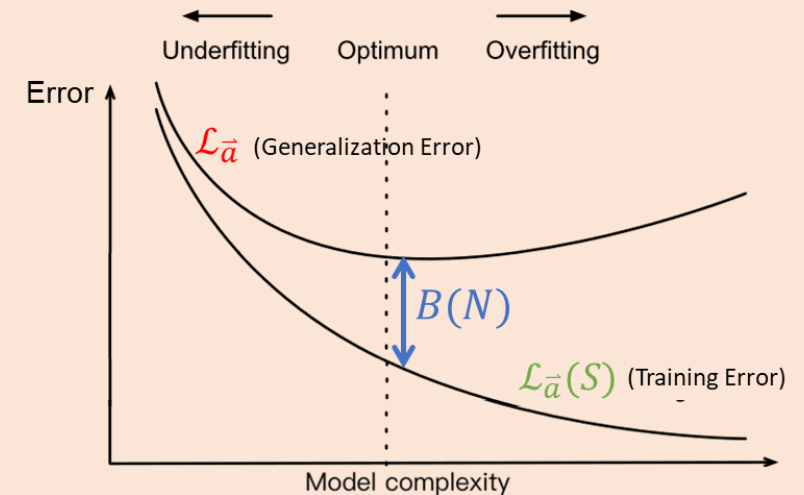 Underfitting Optimum Overfitting
Error
ℒ_a⃗ (Generalization Error)
B(N)
ℒ_a⃗(S) (Training Error)
Model complexity